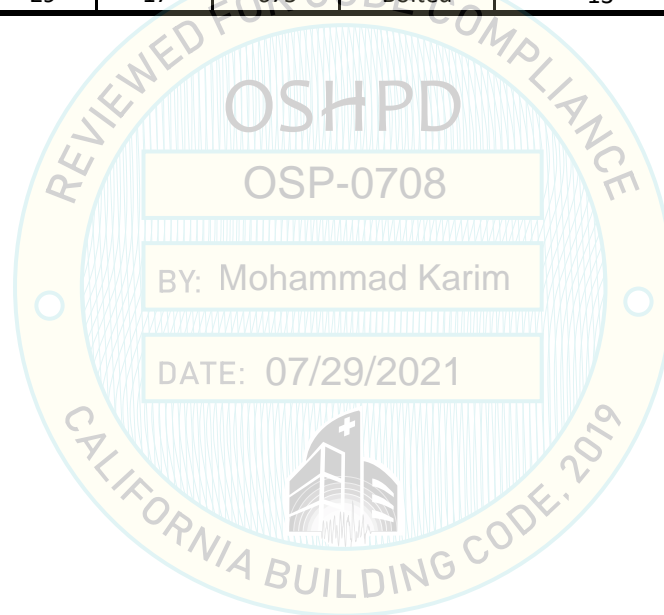 REVIEWED FOR CODE COMPLIANCE
OSHPD
OSP-0708
BY: Mohammad Karim
DATE: 07/29/2021
CALIFORNIA BUILDING CODE, 2019